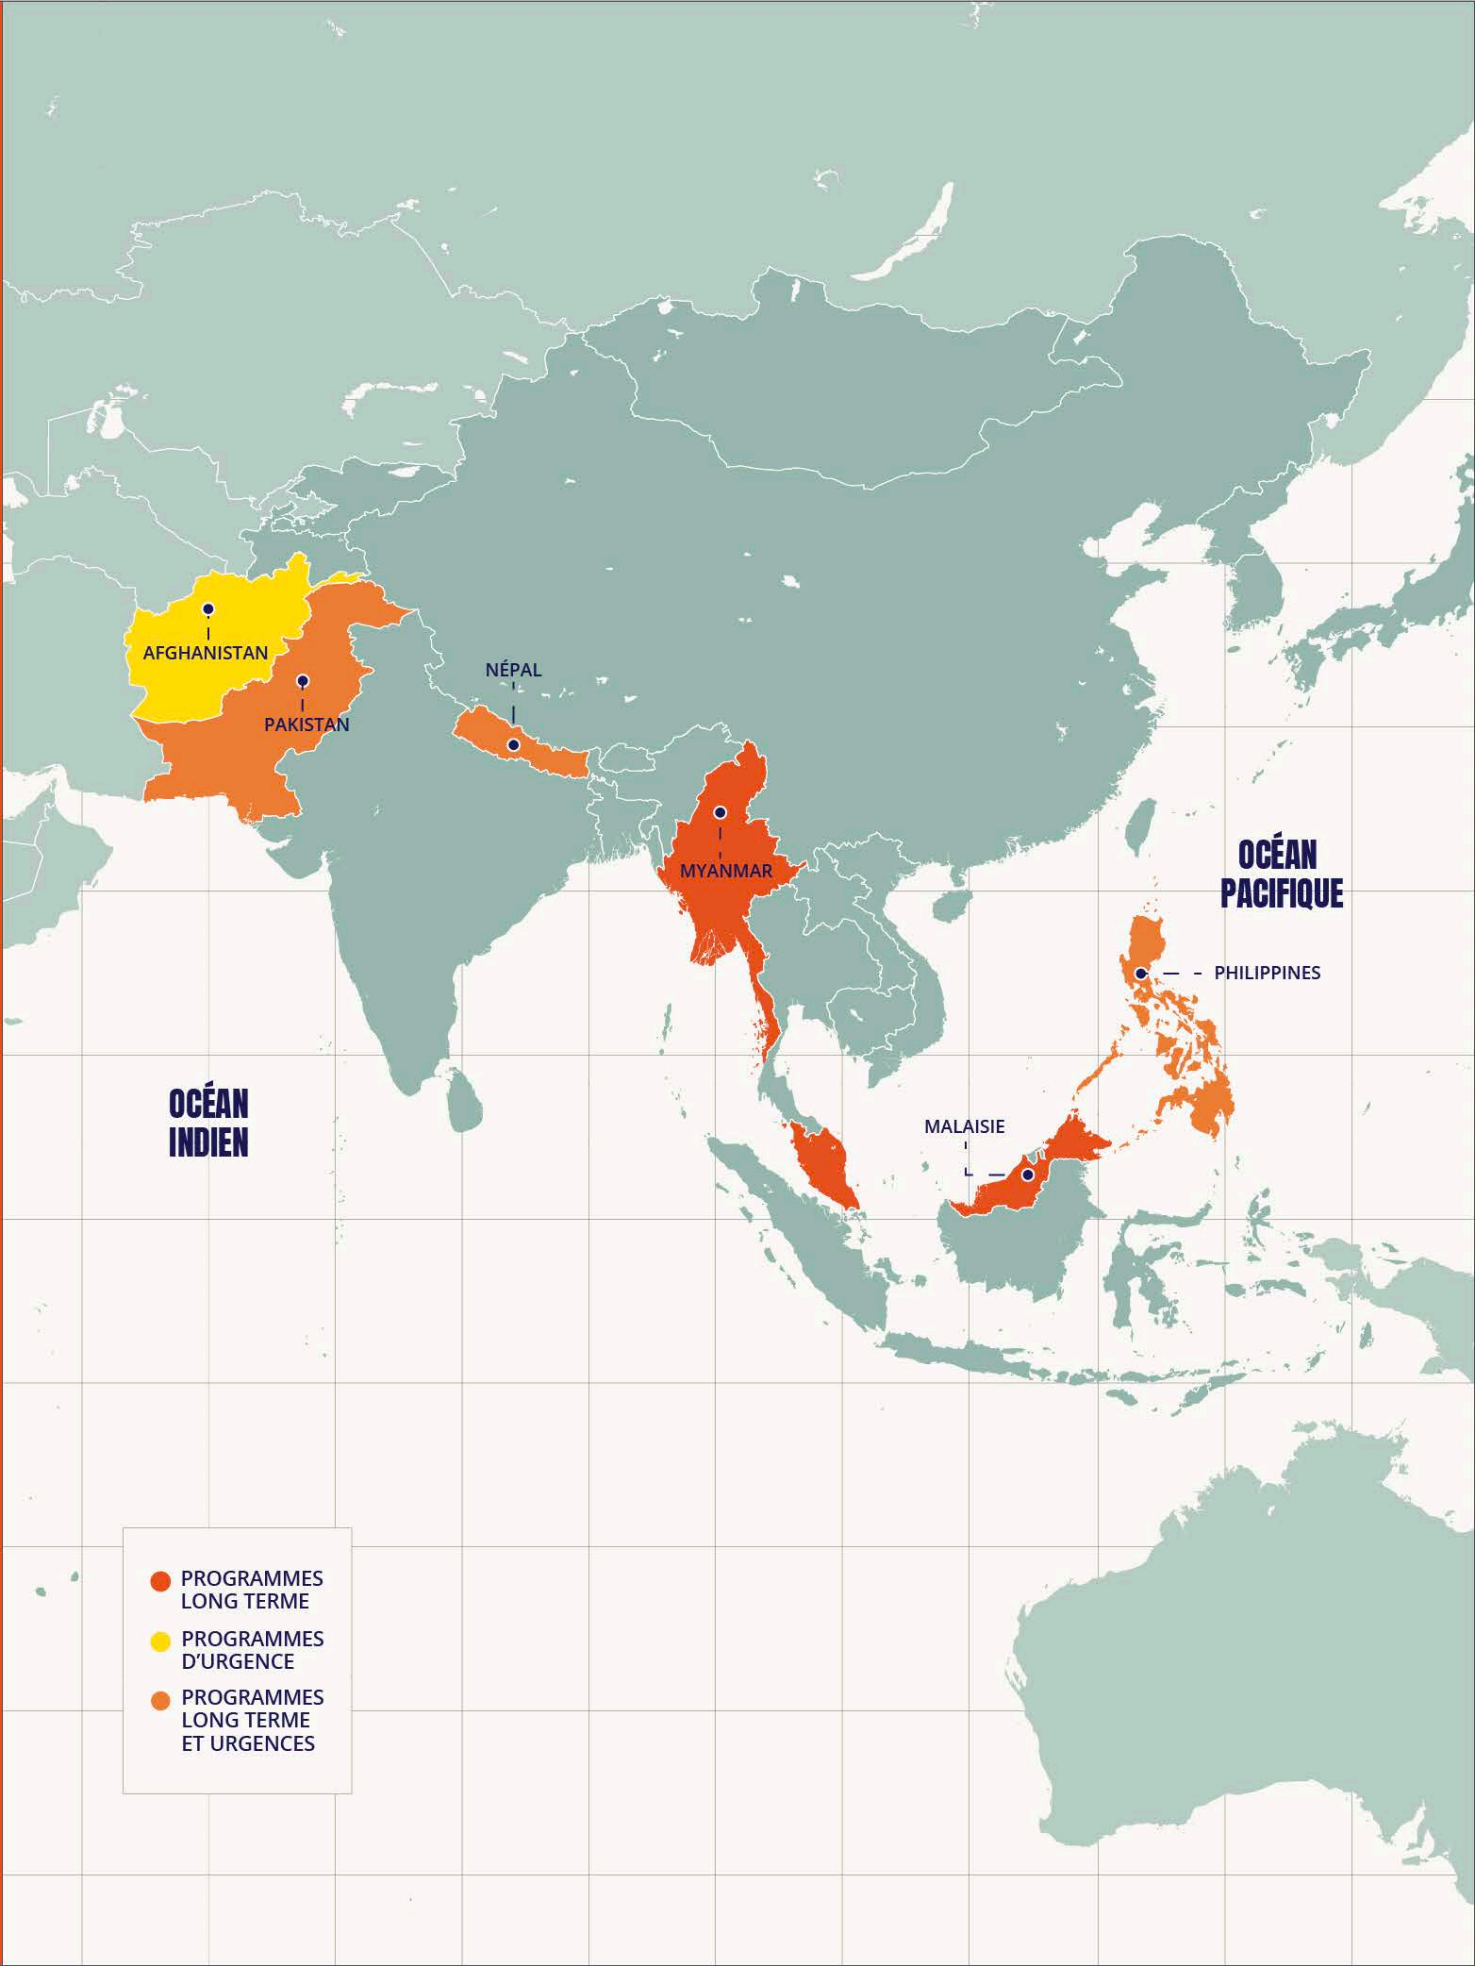 AFGHANISTAN
NÉPAL
PAKISTAN
MYANMAR
OCÉAN
PACIFIQUE
PHILIPPINES
OCÉAN
INDIEN
MALAISIE
PROGRAMMES
LONG TERME
PROGRAMMES
D'URGENCE
PROGRAMMES
LONG TERME
ET URGENCES